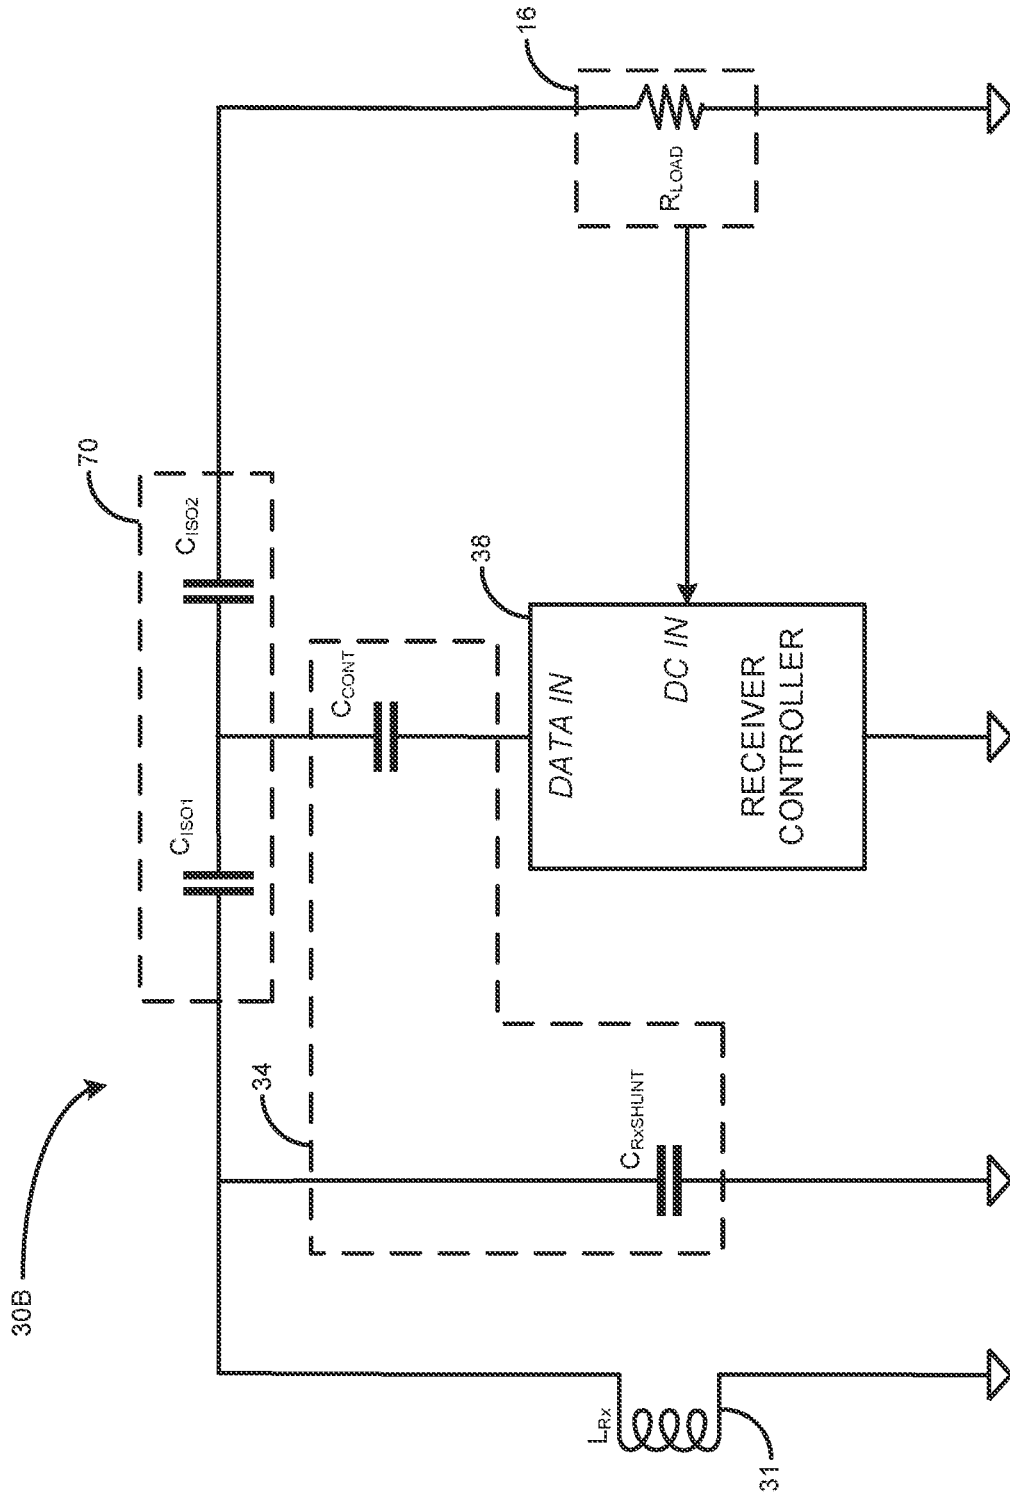 30B
70
C_ISO1
C_ISO2
34
C_CONT
C_RxSHUNT
L_Rx
31
38
DATA IN
DC IN
RECEIVER
CONTROLLER
16
R_LOAD